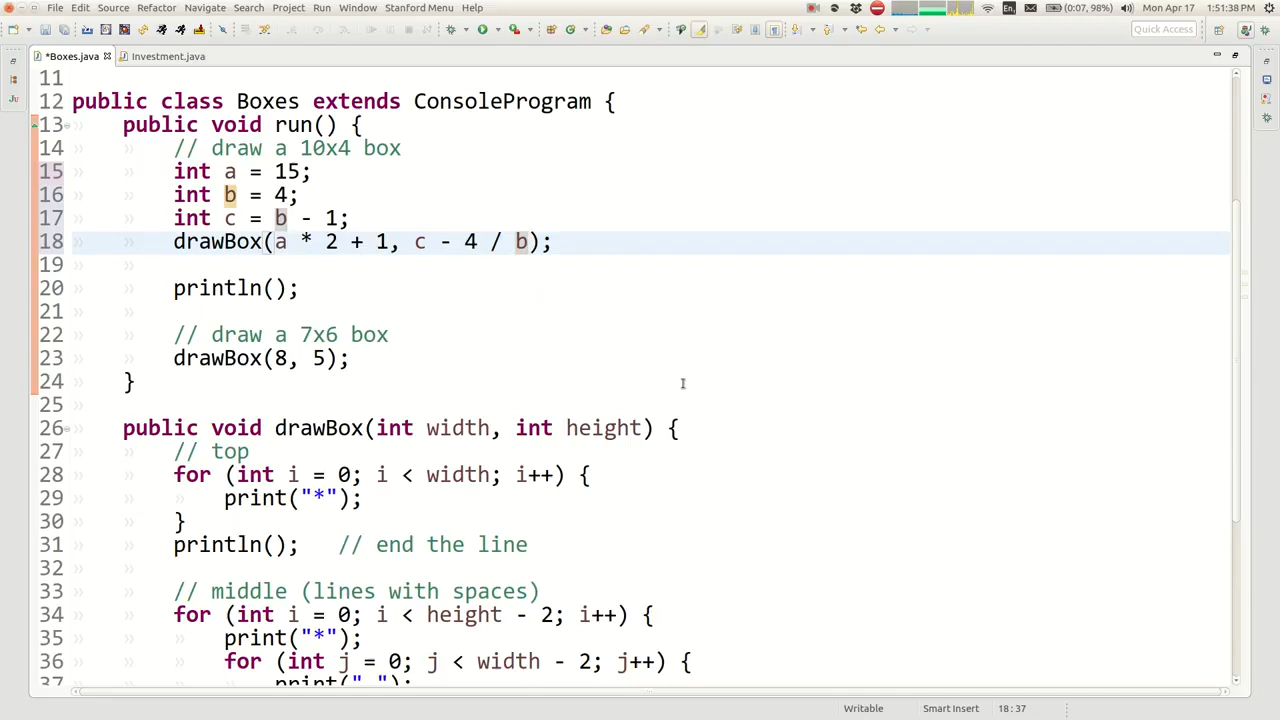 File Edit Source Refactor Navigate Search Project Run Window Stanford Menu Help
En
(0:07, 98%)
Mon Apr 17
1:51:38 PM
Quick Access
*Boxes.java
Investment.java
11
12 public class Boxes extends ConsoleProgram {
13 public void run() {
14 // draw a 10x4 box
15 int a = 15;
16 int b = 4;
17 int c = b - 1;
18 drawBox(a * 2 + 1, c - 4 / b);
19
20 println();
21
22 // draw a 7x6 box
23 drawBox(8, 5);
24 }
25
26 public void drawBox(int width, int height) {
27 // top
28 for (int i = 0; i < width; i++) {
29 print("*");
30 }
31 println(); // end the line
32
33 // middle (lines with spaces)
34 for (int i = 0; i < height - 2; i++) {
35 print("*");
36 for (int j = 0; j < width - 2; j++) {
37 print(" ");
Writable Smart Insert 18 : 37